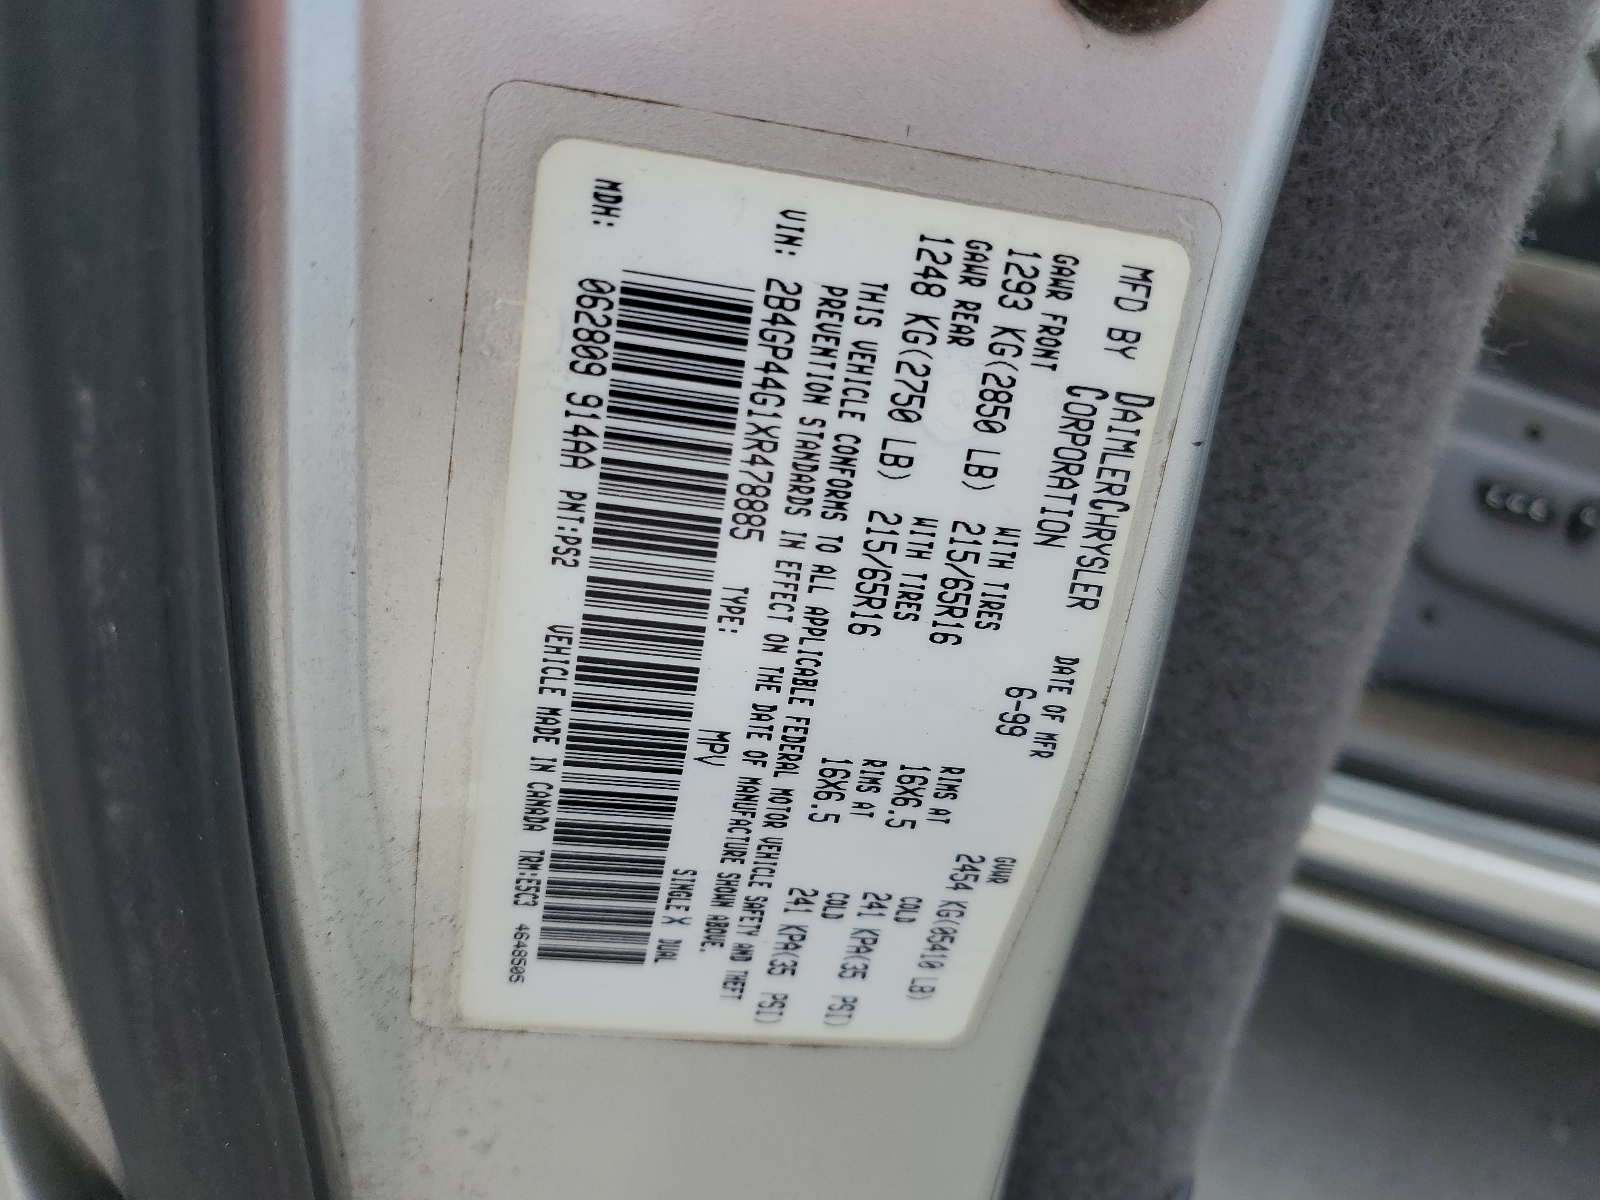 MFD BY DAIMLERCHRYSLER CORPORATION
DATE OF MFR
6-99
GVWR
2454 KG(05410 LB)
GAWR FRONT WITH TIRES RIMS AT COLD
1293 KG(2850 LB) 215/65R16 16X6.5 241 KPA(35 PSI)
GAWR REAR WITH TIRES RIMS AT COLD
1248 KG(2750 LB) 215/65R16 16X6.5 241 KPA(35 PSI)
THIS VEHICLE CONFORMS TO ALL APPLICABLE FEDERAL MOTOR VEHICLE SAFETY AND THEFT
PREVENTION STANDARDS IN EFFECT ON THE DATE OF MANUFACTURE SHOWN ABOVE.
VIN: 2B4GP44G1XR478885 TYPE: MPV SINGLE X DUAL
MDH: 062809 914AA PNT:PS2 VEHICLE MADE IN CANADA TRM:E5C3 4648505